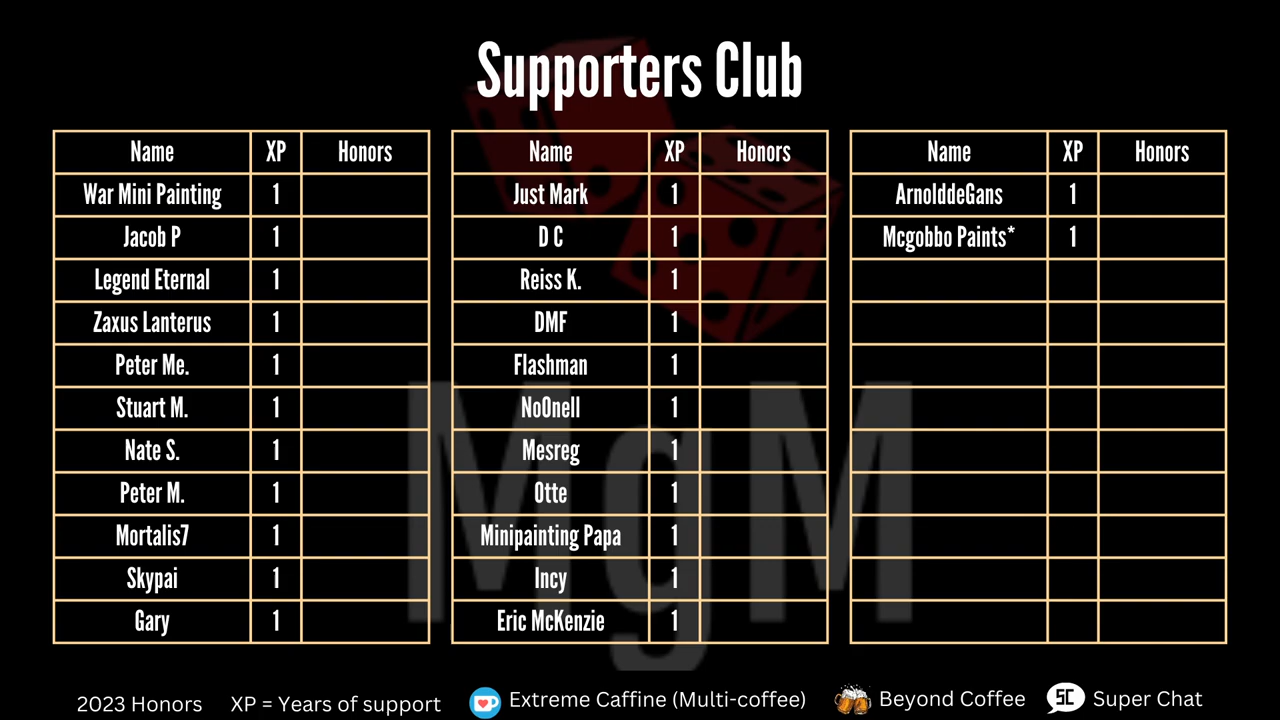 Supporters Club
Name XP Honors
War Mini Painting 1
Jacob P 1
Legend Eternal 1
Zaxus Lanterus 1
Peter Me. 1
Stuart M. 1
Nate S. 1
Peter M. 1
Mortalis7 1
Skypai 1
Gary 1
Name XP Honors
Just Mark 1
D C 1
Reiss K. 1
DMF 1
Flashman 1
No0nell 1
Mesreg 1
Otte 1
Minipainting Papa 1
Incy 1
Eric McKenzie 1
Name XP Honors
ArnolddeGans 1
Mcgobbo Paints* 1
MgM
2023 Honors XP = Years of support Extreme Caffine (Multi-coffee) Beyond Coffee SC Super Chat